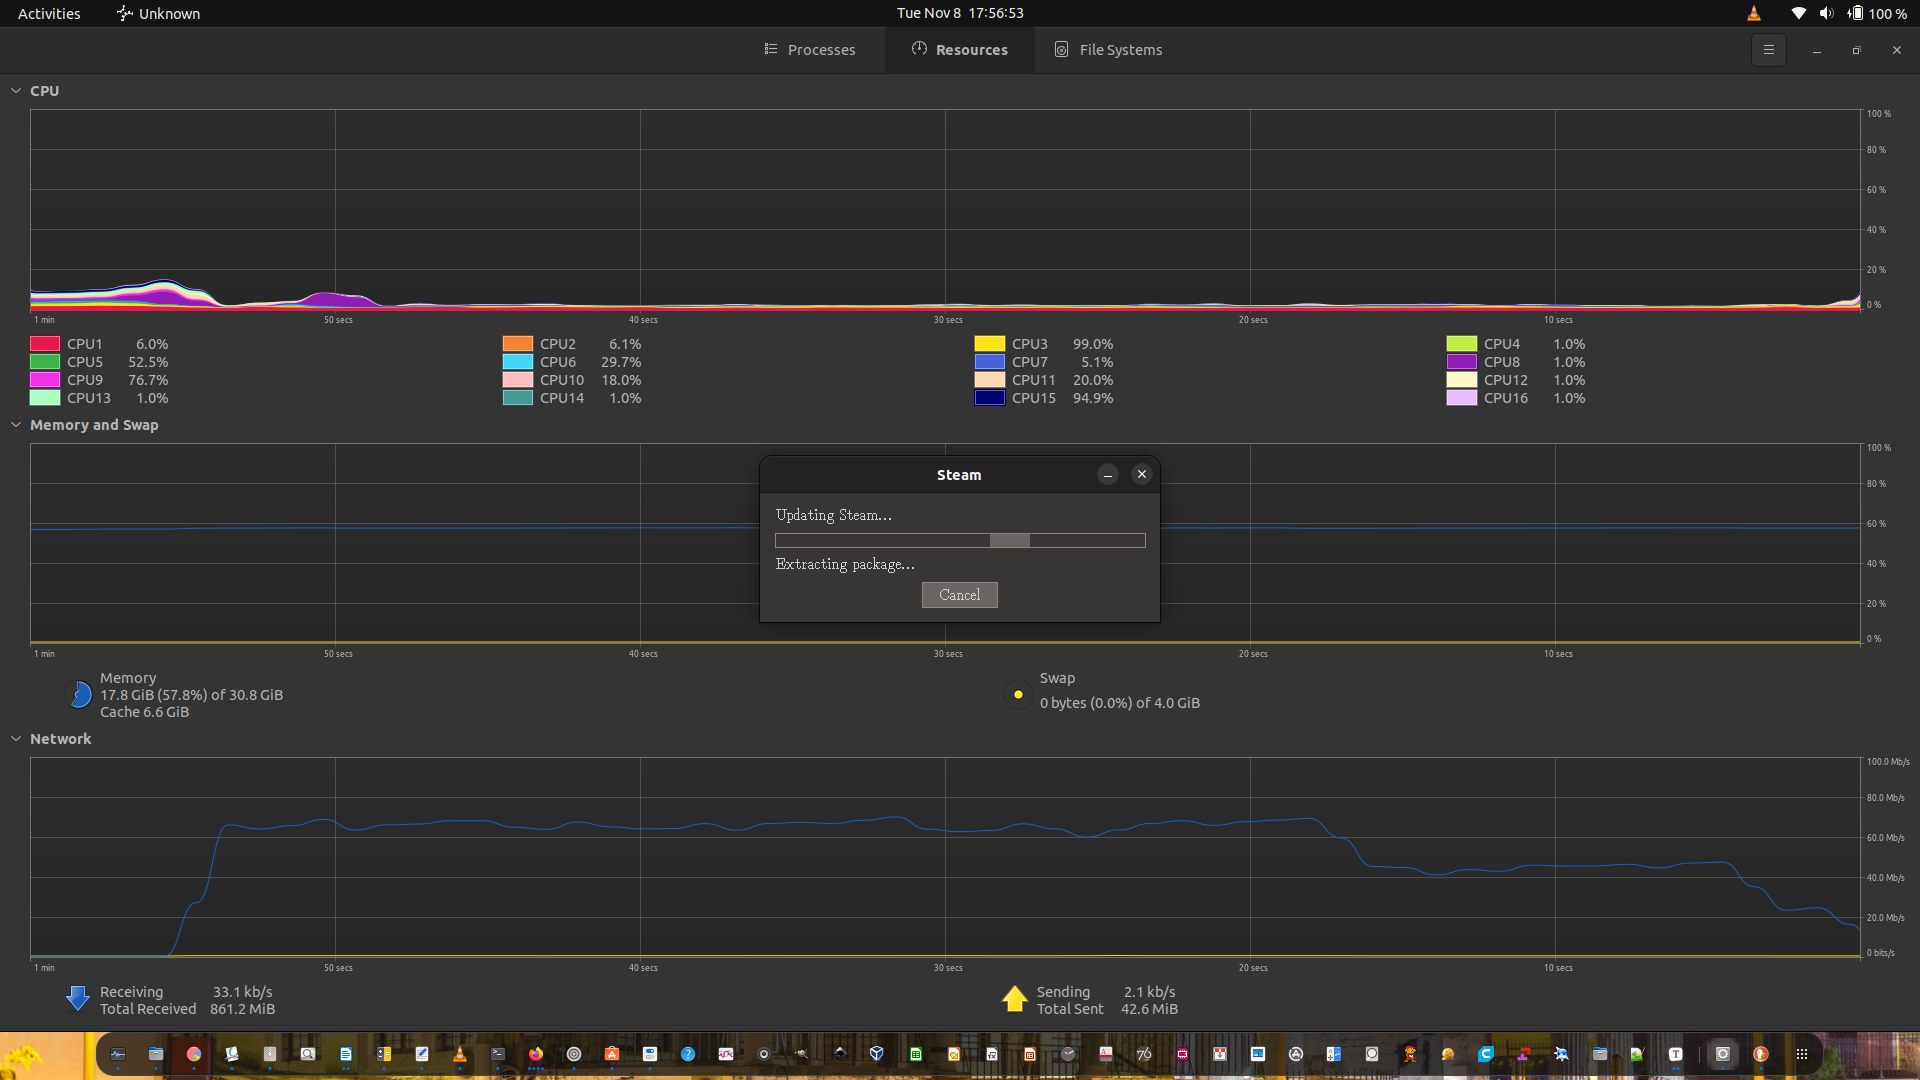 Activities Unknown Tue Nov 8 17:56:53 100 %
Processes Resources File Systems
CPU
100 %
80 %
60 %
40 %
20 %
0 %
1 min 50 secs 40 secs 30 secs 20 secs 10 secs
CPU1 6.0% CPU2 6.1% CPU3 99.0% CPU4 1.0%
CPU5 52.5% CPU6 29.7% CPU7 5.1% CPU8 1.0%
CPU9 76.7% CPU10 18.0% CPU11 20.0% CPU12 1.0%
CPU13 1.0% CPU14 1.0% CPU15 94.9% CPU16 1.0%
Memory and Swap
100 %
80 %
60 %
40 %
20 %
0 %
Steam
Updating Steam...
Extracting package...
Cancel
1 min 50 secs 40 secs 30 secs 20 secs 10 secs
Memory
17.8 GiB (57.8%) of 30.8 GiB
Cache 6.6 GiB
Swap
0 bytes (0.0%) of 4.0 GiB
Network
100.0 Mb/s
80.0 Mb/s
60.0 Mb/s
40.0 Mb/s
20.0 Mb/s
0 bits/s
1 min 50 secs 40 secs 30 secs 20 secs 10 secs
Receiving 33.1 kb/s
Total Received 861.2 MiB
Sending 2.1 kb/s
Total Sent 42.6 MiB